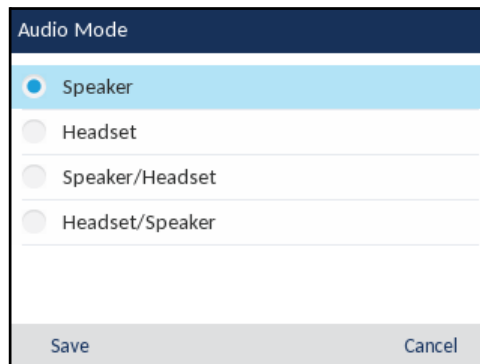 Audio Mode
Speaker
Headset
Speaker/Headset
Headset/Speaker
Save Cancel